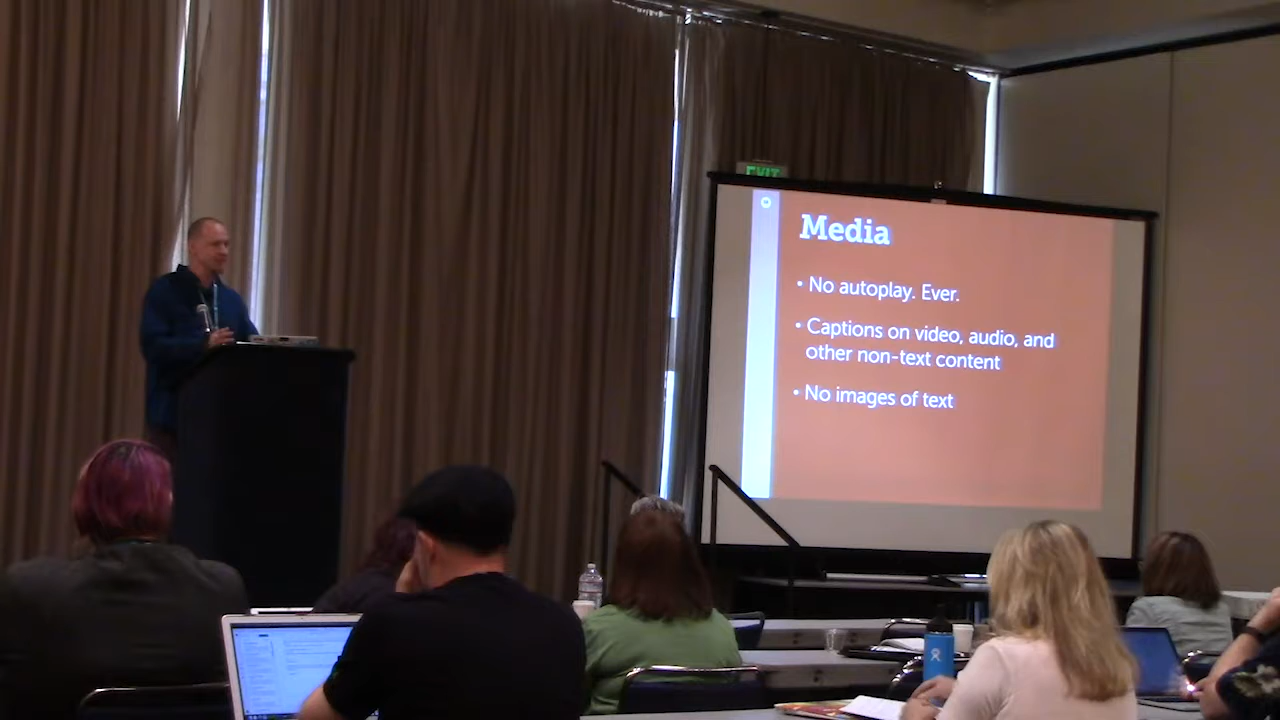 EXIT
Media
• No autoplay. Ever.
• Captions on video, audio, and
other non-text content
• No images of text